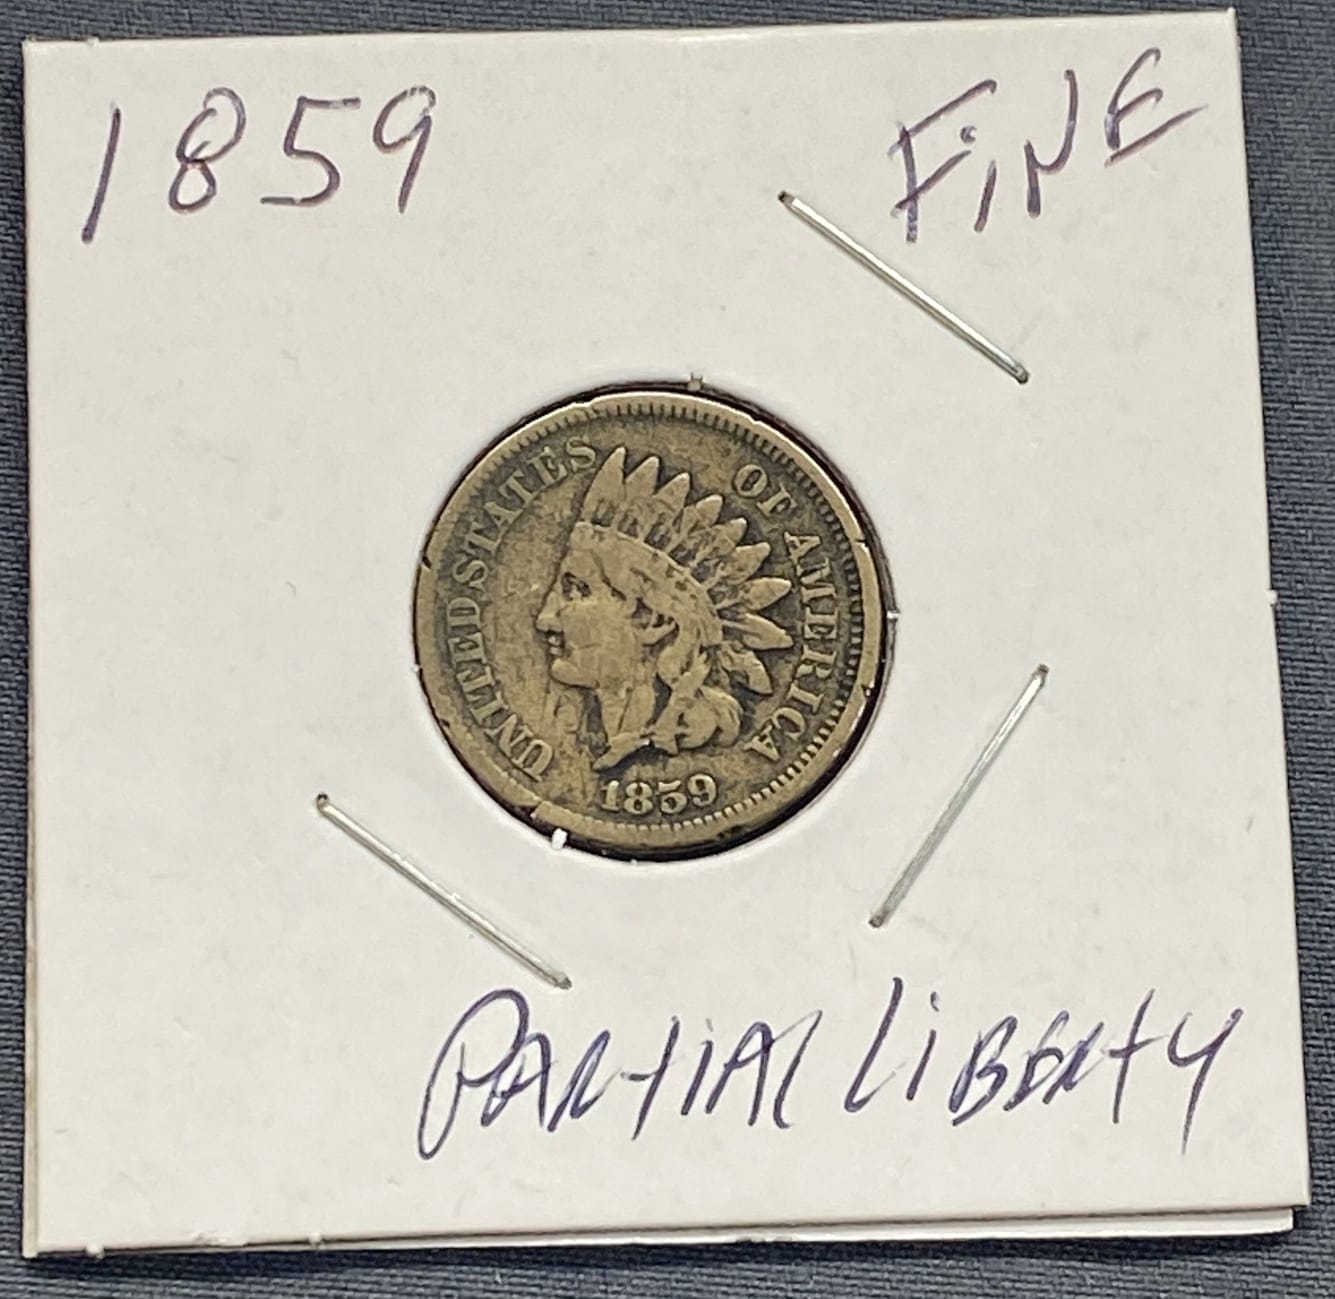 1859
FiNE
UNITED STATES OF AMERICA
1859
PARtiAL LiBERtY